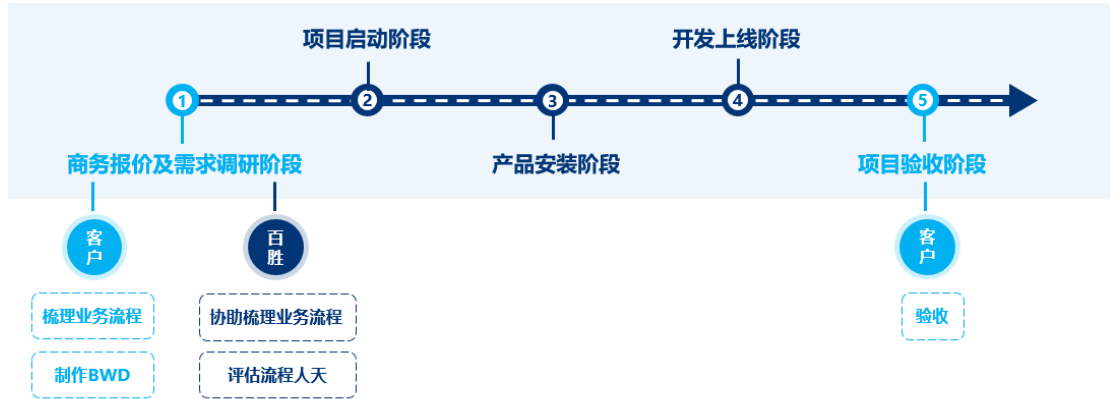 项目启动阶段
开发上线阶段
1
2
3
4
5
商务报价及需求调研阶段
产品安装阶段
项目验收阶段
客户
百胜
客户
梳理业务流程
协助梳理业务流程
验收
制作BWD
评估流程人天